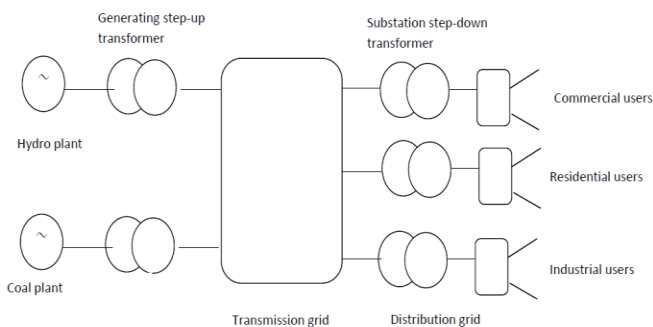 Generating step-up
transformer
Substation step-down
transformer
~
Hydro plant
Commercial users
Residential users
~
Coal plant
Industrial users
Transmission grid
Distribution grid